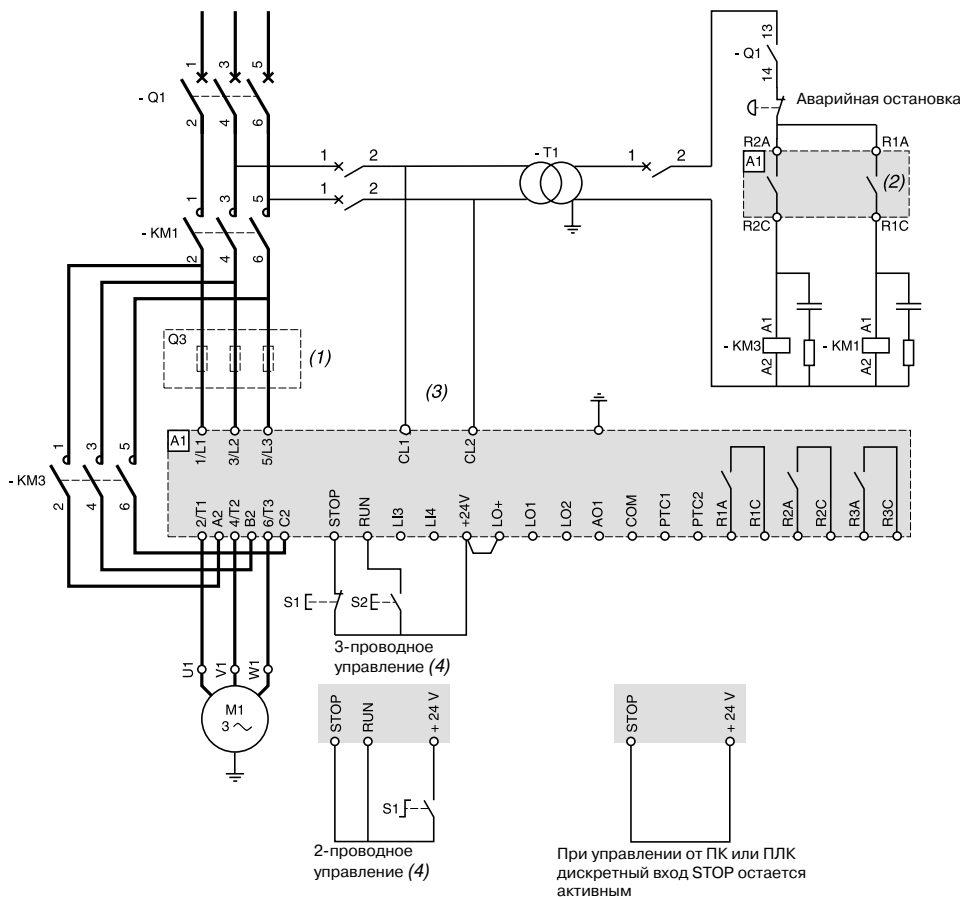 1 3 5
- Q1
2 4 6
1 2
1 2
- T1
1 2
13
- Q1
14
Аварийная остановка
R2A R1A
A1
(2)
R2C R1C
1 3 5
- KM1
2 4 6
A1 A1
- KM3 - KM1
A2 A2
Q3
(1)
(3)
A1
1/L1 3/L2 5/L3 CL1 CL2
1 3 5
- KM3
2 4 6
2/T1 A2 4/T2 B2 6/T3 C2 STOP RUN LI3 LI4 +24V LO+ LO1 LO2 AO1 COM PTC1 PTC2 R1A R1C R2A R2C R3A R3C
S1 S2
3-проводное
управление (4)
U1 V1 W1
M1
3
STOP RUN + 24 V
S1
2-проводное
управление (4)
STOP + 24 V
При управлении от ПК или ПЛК
дискретный вход STOP остается
активным